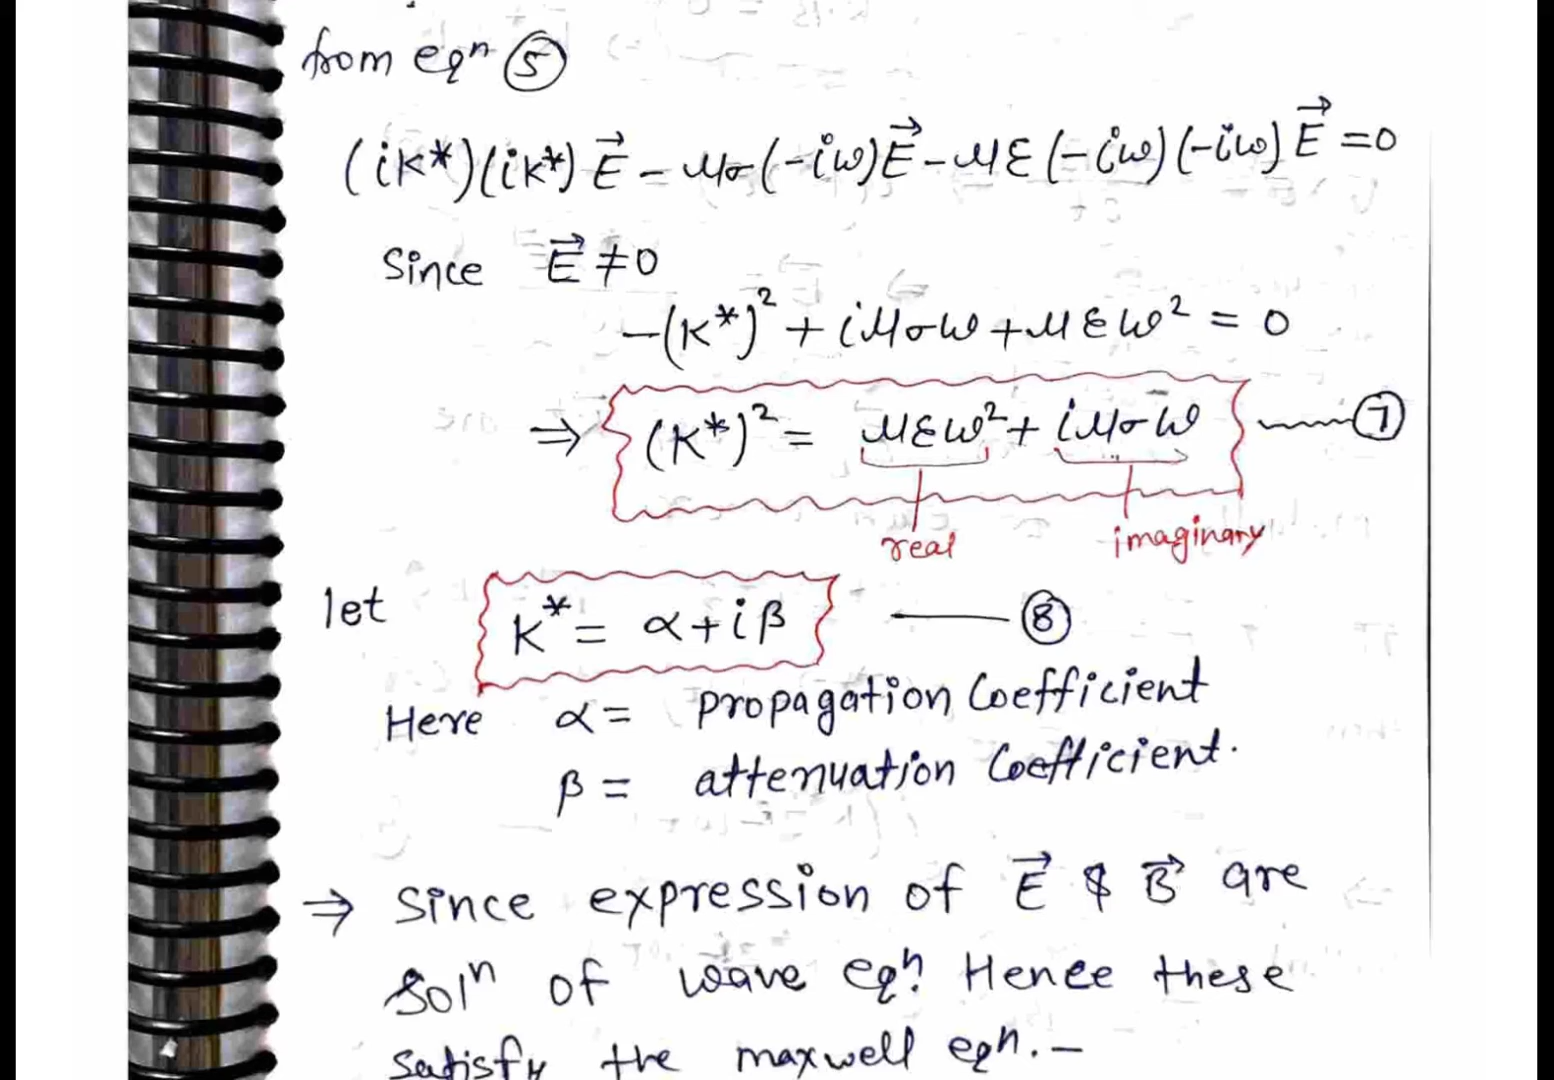 from eqⁿ ⑤
(ik*)(ik*) E⃗ - μσ(-iω)E⃗ - με(-iω)(-iω) E⃗ = 0
Since E⃗ ≠ 0
-(k*)² + iμσω + μεω² = 0
⇒ (k*)² = μεω² + iμσω ——⑦
real imaginary
let k* = α + iβ —— ⑧
Here α = propagation Coefficient
β = attenuation Coefficient.
⇒ Since expression of E⃗ & B⃗ are
Solⁿ of wave eqⁿ. Hence these
satisfy the maxwell eqn. -